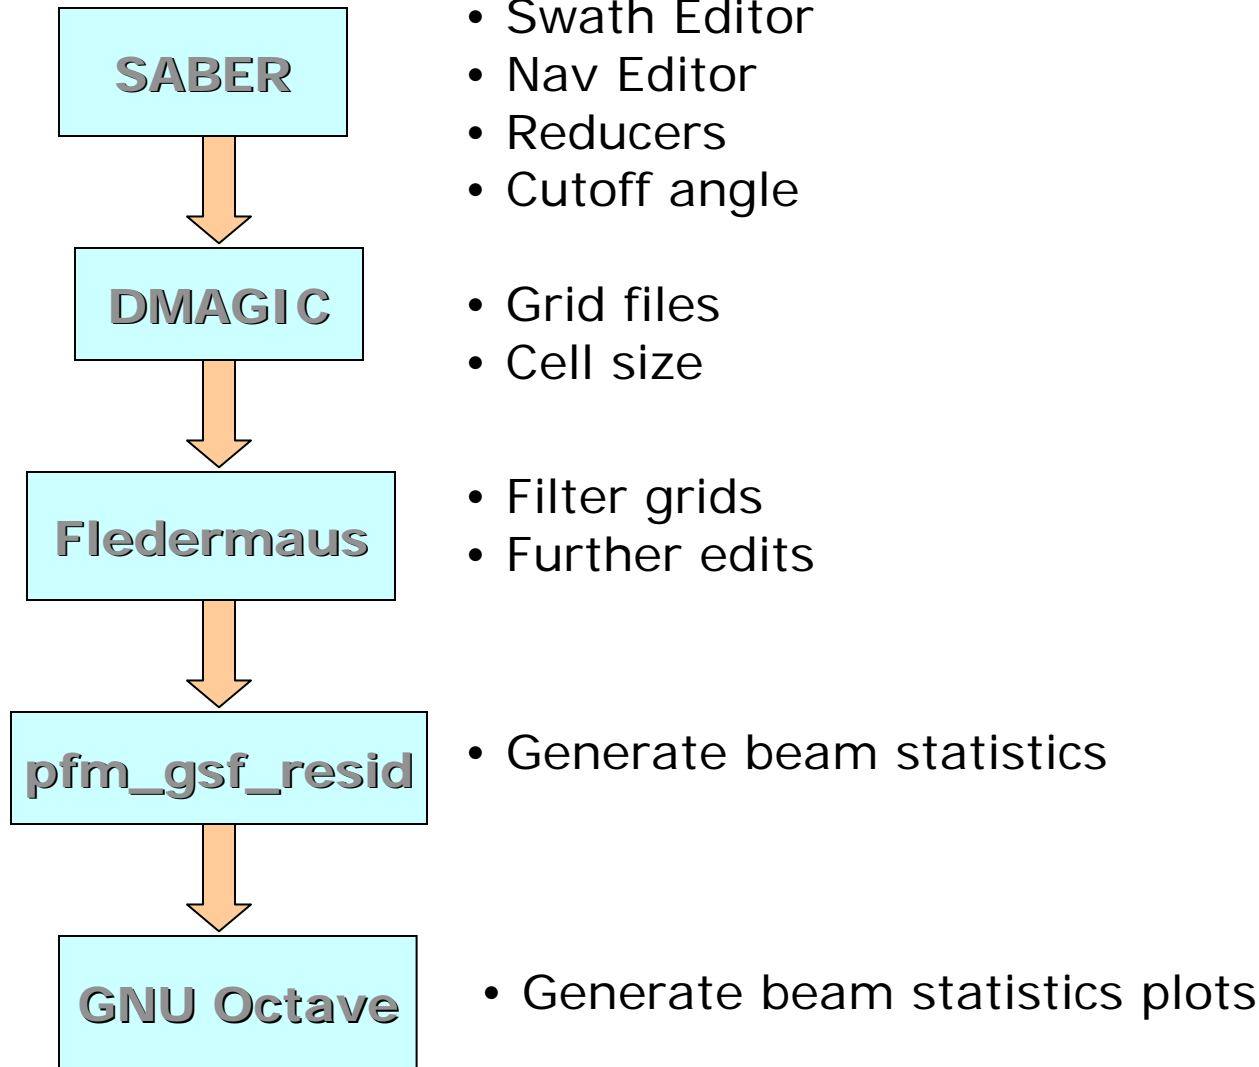 SABER
• Swath Editor
• Nav Editor
• Reducers
• Cutoff angle
DMAGIC
• Grid files
• Cell size
Fledermaus
• Filter grids
• Further edits
pfm_gsf_resid
• Generate beam statistics
GNU Octave
• Generate beam statistics plots